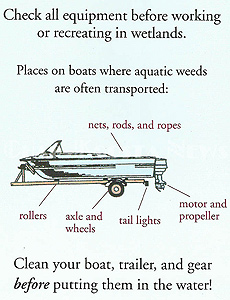 Check all equipment before working
or recreating in wetlands.
Places on boats where aquatic weeds
are often transported:
nets, rods, and ropes
motor and
propeller
rollers
axle and
wheels
tail lights
Clean your boat, trailer, and gear
before putting them in the water!